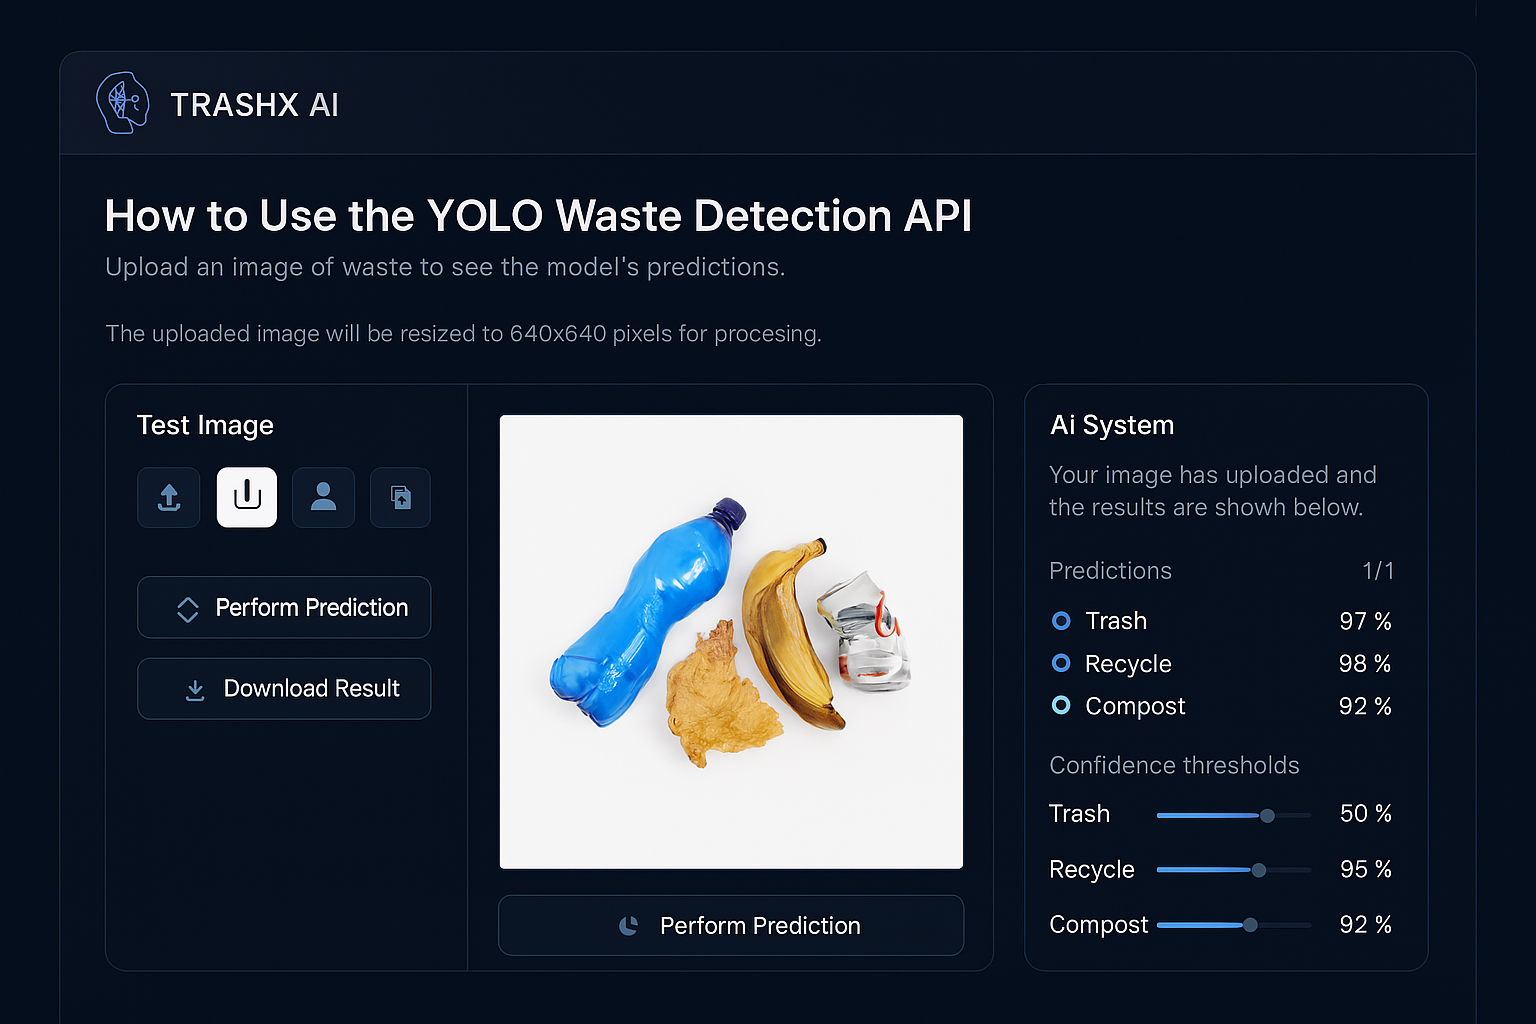 TRASHX AI
How to Use the YOLO Waste Detection API
Upload an image of waste to see the model's predictions.
The uploaded image will be resized to 640x640 pixels for procesing.
Test Image
Perform Prediction
Download Result
Perform Prediction
Ai System
Your image has uploaded and
the results are shown below.
Predictions 1/1
Trash 97 %
Recycle 98 %
Compost 92 %
Confidence thresholds
Trash 50 %
Recycle 95 %
Compost 92 %